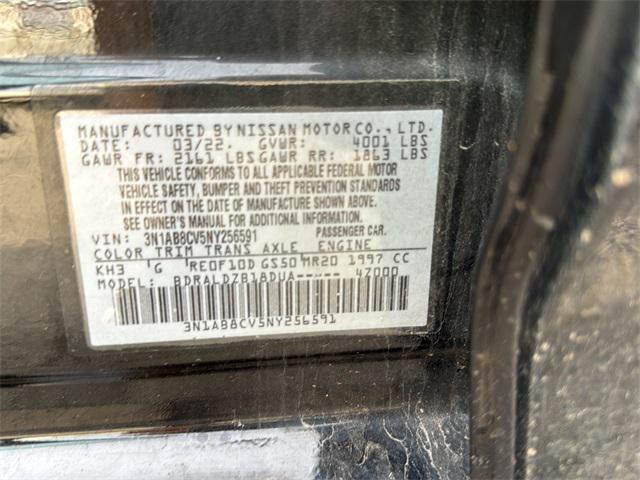 MANUFACTURED BY NISSAN MOTOR CO., LTD.
DATE: 03/22 GVWR: 4001 LBS
GAWR FR: 2161 LBS GAWR RR: 1863 LBS
THIS VEHICLE CONFORMS TO ALL APPLICABLE FEDERAL MOTOR
VEHICLE SAFETY, BUMPER AND THEFT PREVENTION STANDARDS
IN EFFECT ON THE DATE OF MANUFACTURE SHOWN ABOVE.
SEE OWNER'S MANUAL FOR ADDITIONAL INFORMATION.
VIN: 3N1AB8CV5NY256591 PASSENGER CAR.
COLOR TRIM TRANS AXLE ENGINE
KH3 G RE0F10D GS50 MR20 1997 CC
MODEL: BDRALDZB18DUA----- 47000
3N1AB8CV5NY256591